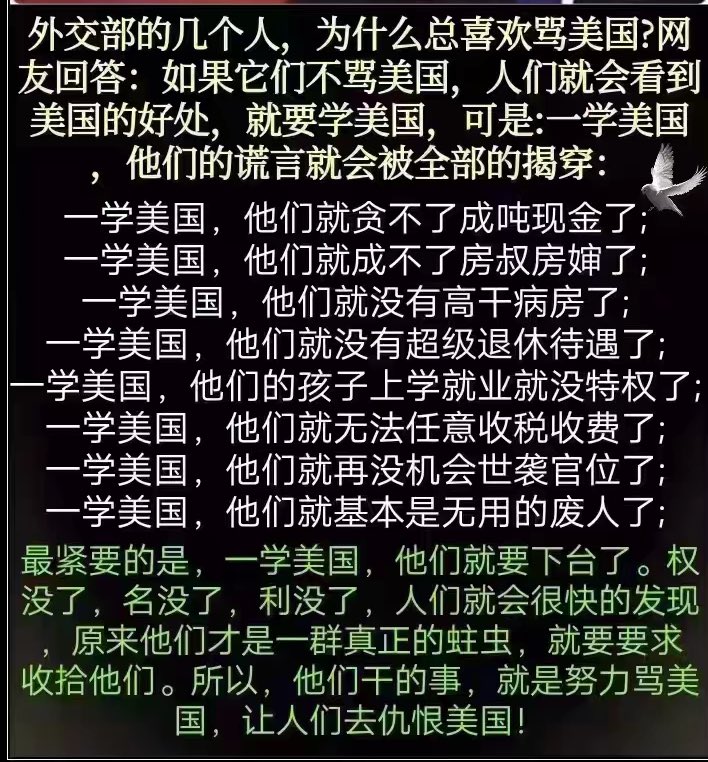 外交部的几个人，为什么总喜欢骂美国?网
友回答：如果它们不骂美国，人们就会看到
美国的好处，就要学美国，可是:一学美国
，他们的谎言就会被全部的揭穿：
一学美国，他们就贪不了成吨现金了;
一学美国，他们就成不了房叔房婶了;
一学美国，他们就没有高干病房了;
一学美国，他们就没有超级退休待遇了;
一学美国，他们的孩子上学就业就没特权了;
一学美国，他们就无法任意收税收费了;
一学美国，他们就再没机会世袭官位了;
一学美国，他们就基本是无用的废人了;
最紧要的是，一学美国，他们就要下台了。权
没了，名没了，利没了，人们就会很快的发现
，原来他们才是一群真正的蛀虫，就要要求
收拾他们。所以，他们干的事，就是努力骂美
国，让人们去仇恨美国!